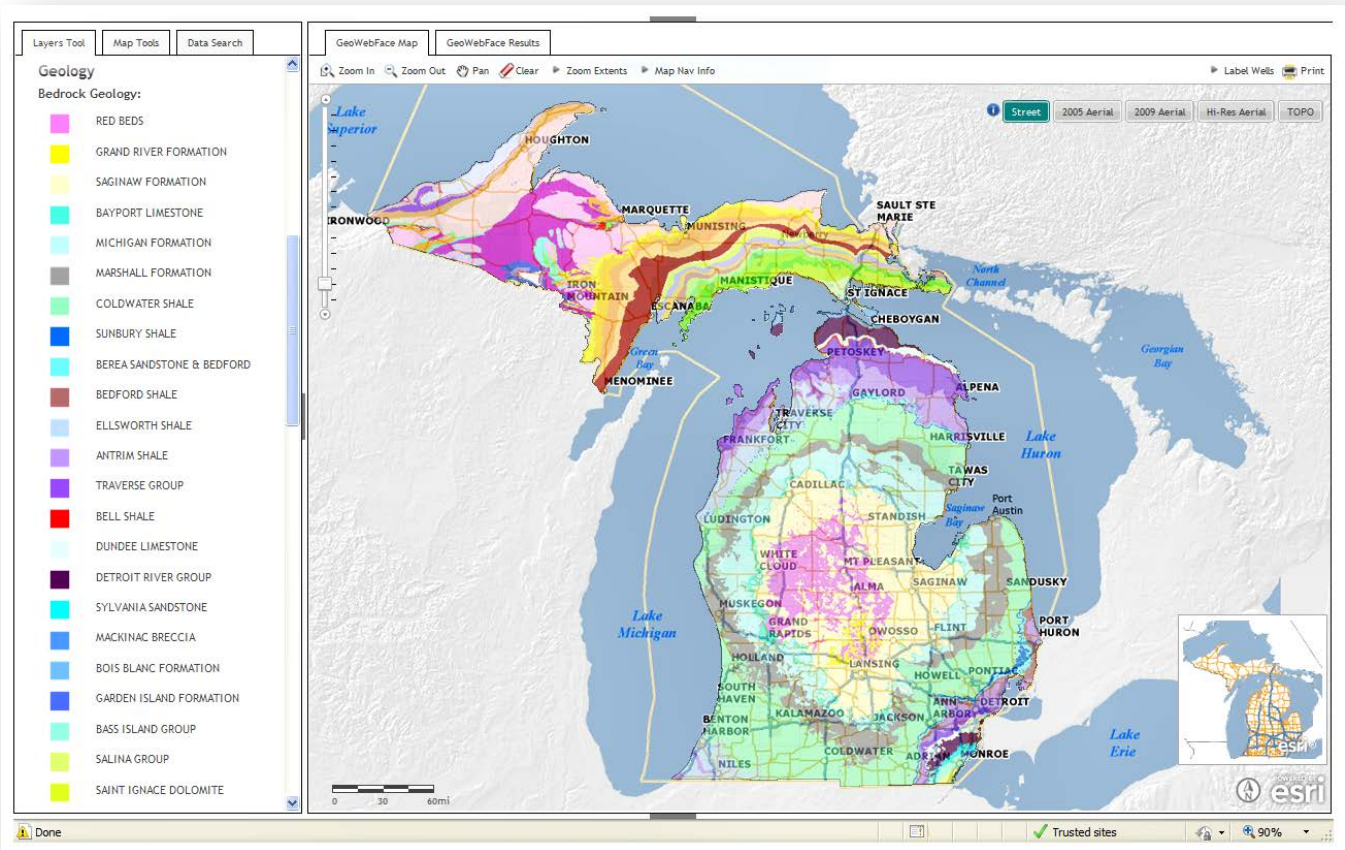 Layers Tool
Map Tools
Data Search
GeoWebFace Map
GeoWebFace Results
Geology
Bedrock Geology:
RED BEDS
GRAND RIVER FORMATION
SAGINAW FORMATION
BAYPORT LIMESTONE
MICHIGAN FORMATION
MARSHALL FORMATION
COLDWATER SHALE
SUNBURY SHALE
BEREA SANDSTONE & BEDFORD
BEDFORD SHALE
ELLSWORTH SHALE
ANTRIM SHALE
TRAVERSE GROUP
BELL SHALE
DUNDEE LIMESTONE
DETROIT RIVER GROUP
SYLVANIA SANDSTONE
MACKINAC BRECCIA
BOIS BLANC FORMATION
GARDEN ISLAND FORMATION
BASS ISLAND GROUP
SALINA GROUP
SAINT IGNACE DOLOMITE
Zoom In
Zoom Out
Pan
Clear
Zoom Extents
Map Nav Info
Label Wells
Print
Street
2005 Aerial
2009 Aerial
Hi-Res Aerial
TOPO
Lake
Superior
HOUGHTON
IRONWOOD
MARQUETTE
MUNISING
Newberry
SAULT STE
MARIE
IRON
MOUNTAIN
ESCANABA
MANISTIQUE
ST IGNACE
North
Channel
CHEBOYGAN
Georgian
Bay
Green
Bay
MENOMINEE
PETOSKEY
GAYLORD
ALPENA
TRAVERSE
CITY
FRANKFORT
HARRISVILLE
Lake
Huron
CADILLAC
TAWAS
CITY
LUDINGTON
STANDISH
Saginaw
Bay
Port
Austin
WHITE
CLOUD
MT PLEASANT
ALMA
SAGINAW
SANDUSKY
MUSKEGON
GRAND
RAPIDS
OWOSSO
FLINT
PORT
HURON
Lake
Michigan
HOLLAND
LANSING
HOWELL
PONTIAC
SOUTH
HAVEN
ANN
ARBOR
DETROIT
BENTON
HARBOR
KALAMAZOO
JACKSON
COLDWATER
ADRIAN
MONROE
NILES
Lake
Erie
0 30 60mi
esri
POWERED BY
esri
Done
Trusted sites
90%